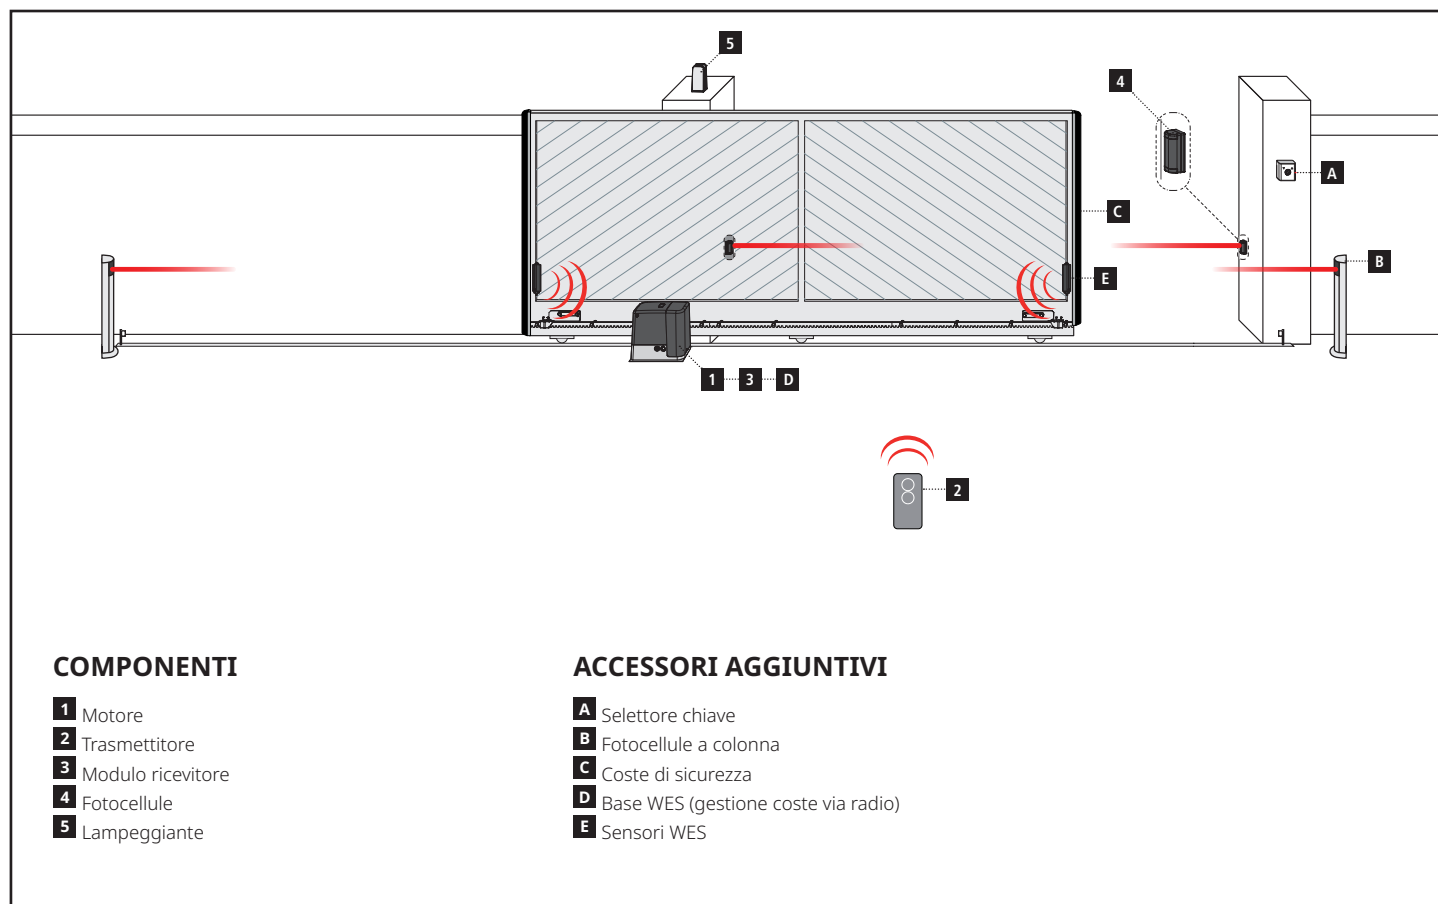 5
4
A
C
B
E
1 3 D
2
COMPONENTI
1 Motore
2 Trasmettitore
3 Modulo ricevitore
4 Fotocellule
5 Lampeggiante
ACCESSORI AGGIUNTIVI
A Selettore chiave
B Fotocellule a colonna
C Coste di sicurezza
D Base WES (gestione coste via radio)
E Sensori WES